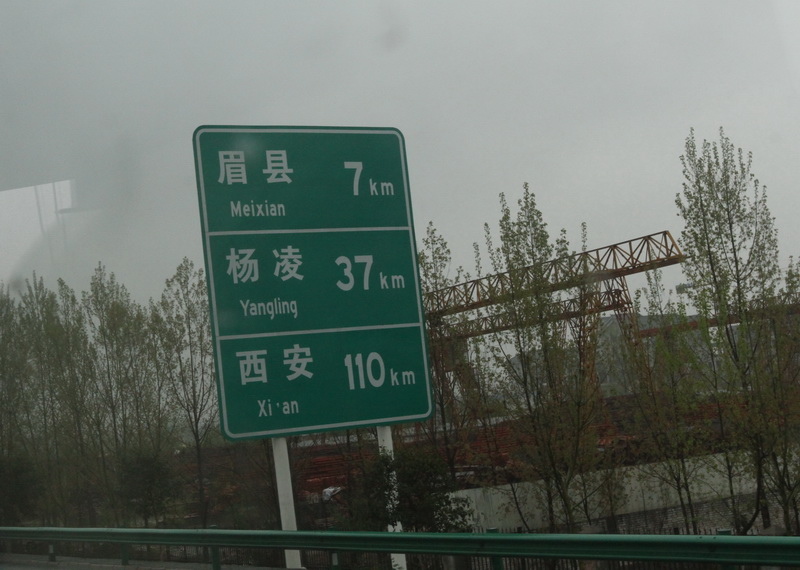 眉县 7km
Meixian
杨凌 37km
Yangling
西安 110km
Xi'an